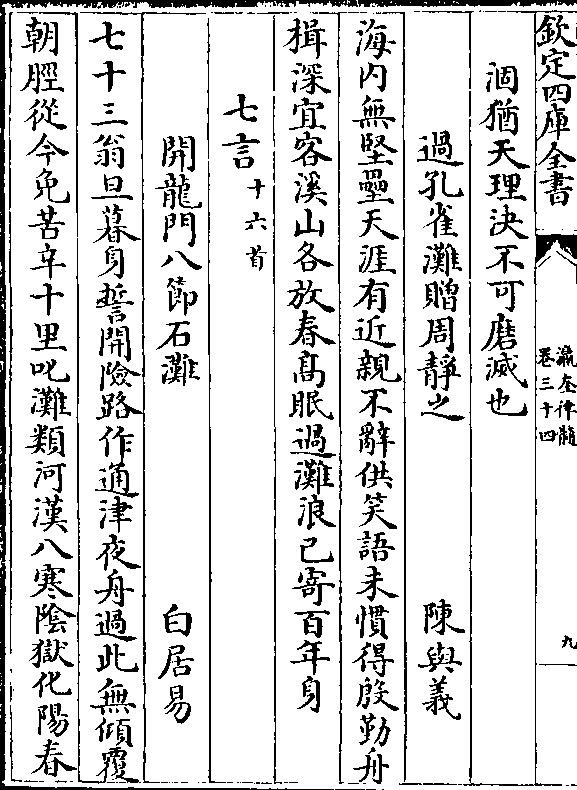 欽定四庫全書
瀛奎律髓
卷三十四
九
涸猶天理決不可磨滅也
過孔雀灘贈周靜之 陳與義
海内無堅壘天涯有近親不辭供笑語未慣得殷勤舟
楫深宜客溪山各放春髙眠過灘浪已寄百年身
七言十六首
開龍門八節石灘 白居易
七十三翁旦暮身誓開險路作通津夜舟過此無傾覆
朝脛從今免苦辛十里叱灘類河漢八寒陰獄化陽春